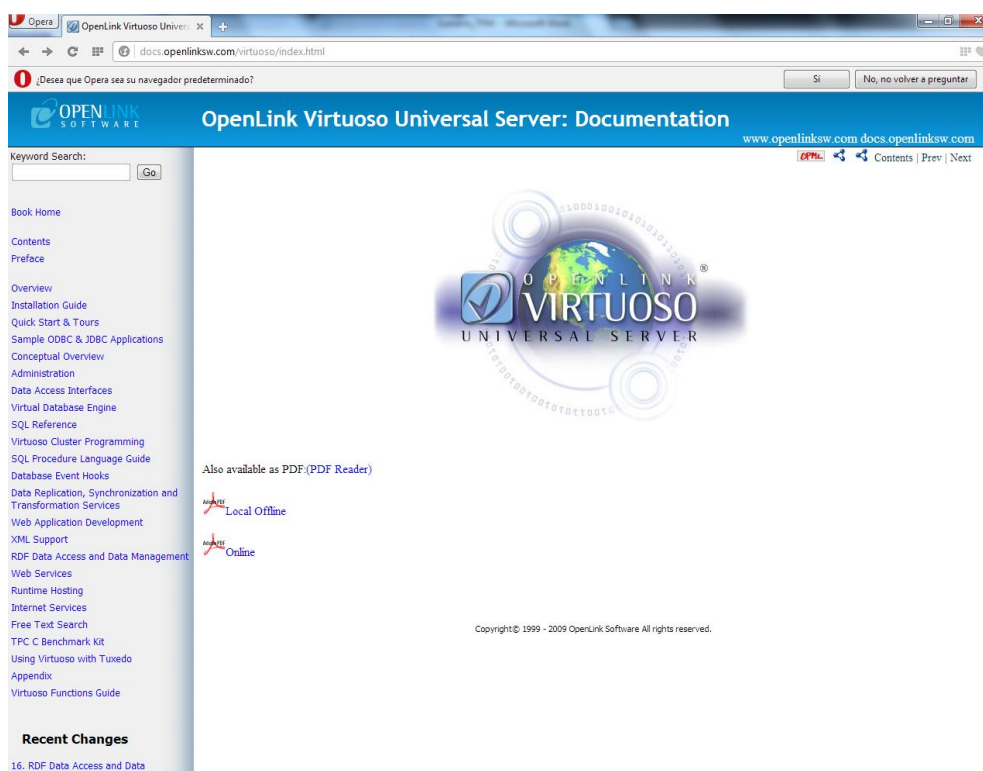 Opera
OpenLink Virtuoso Univer
docs.openlinksw.com/virtuoso/index.html
¿Desea que Opera sea su navegador predeterminado?
Sí
No, no volver a preguntar
OPENLINK
SOFTWARE
OpenLink Virtuoso Universal Server: Documentation
www.openlinksw.com docs.openlinksw.com
Keyword Search:
Go
OPML
Contents | Prev | Next
Book Home
Contents
Preface
Overview
Installation Guide
Quick Start & Tours
Sample ODBC & JDBC Applications
Conceptual Overview
Administration
Data Access Interfaces
Virtual Database Engine
SQL Reference
Virtuoso Cluster Programming
SQL Procedure Language Guide
Database Event Hooks
Data Replication, Synchronization and
Transformation Services
Web Application Development
XML Support
RDF Data Access and Data Management
Web Services
Runtime Hosting
Internet Services
Free Text Search
TPC C Benchmark Kit
Using Virtuoso with Tuxedo
Appendix
Virtuoso Functions Guide
Recent Changes
16. RDF Data Access and Data
OPENLINK ®
VIRTUOSO
UNIVERSAL SERVER
Also available as PDF:(PDF Reader)
Adobe PDF
Local Offline
Adobe PDF
Online
Copyright© 1999 - 2009 OpenLink Software All rights reserved.